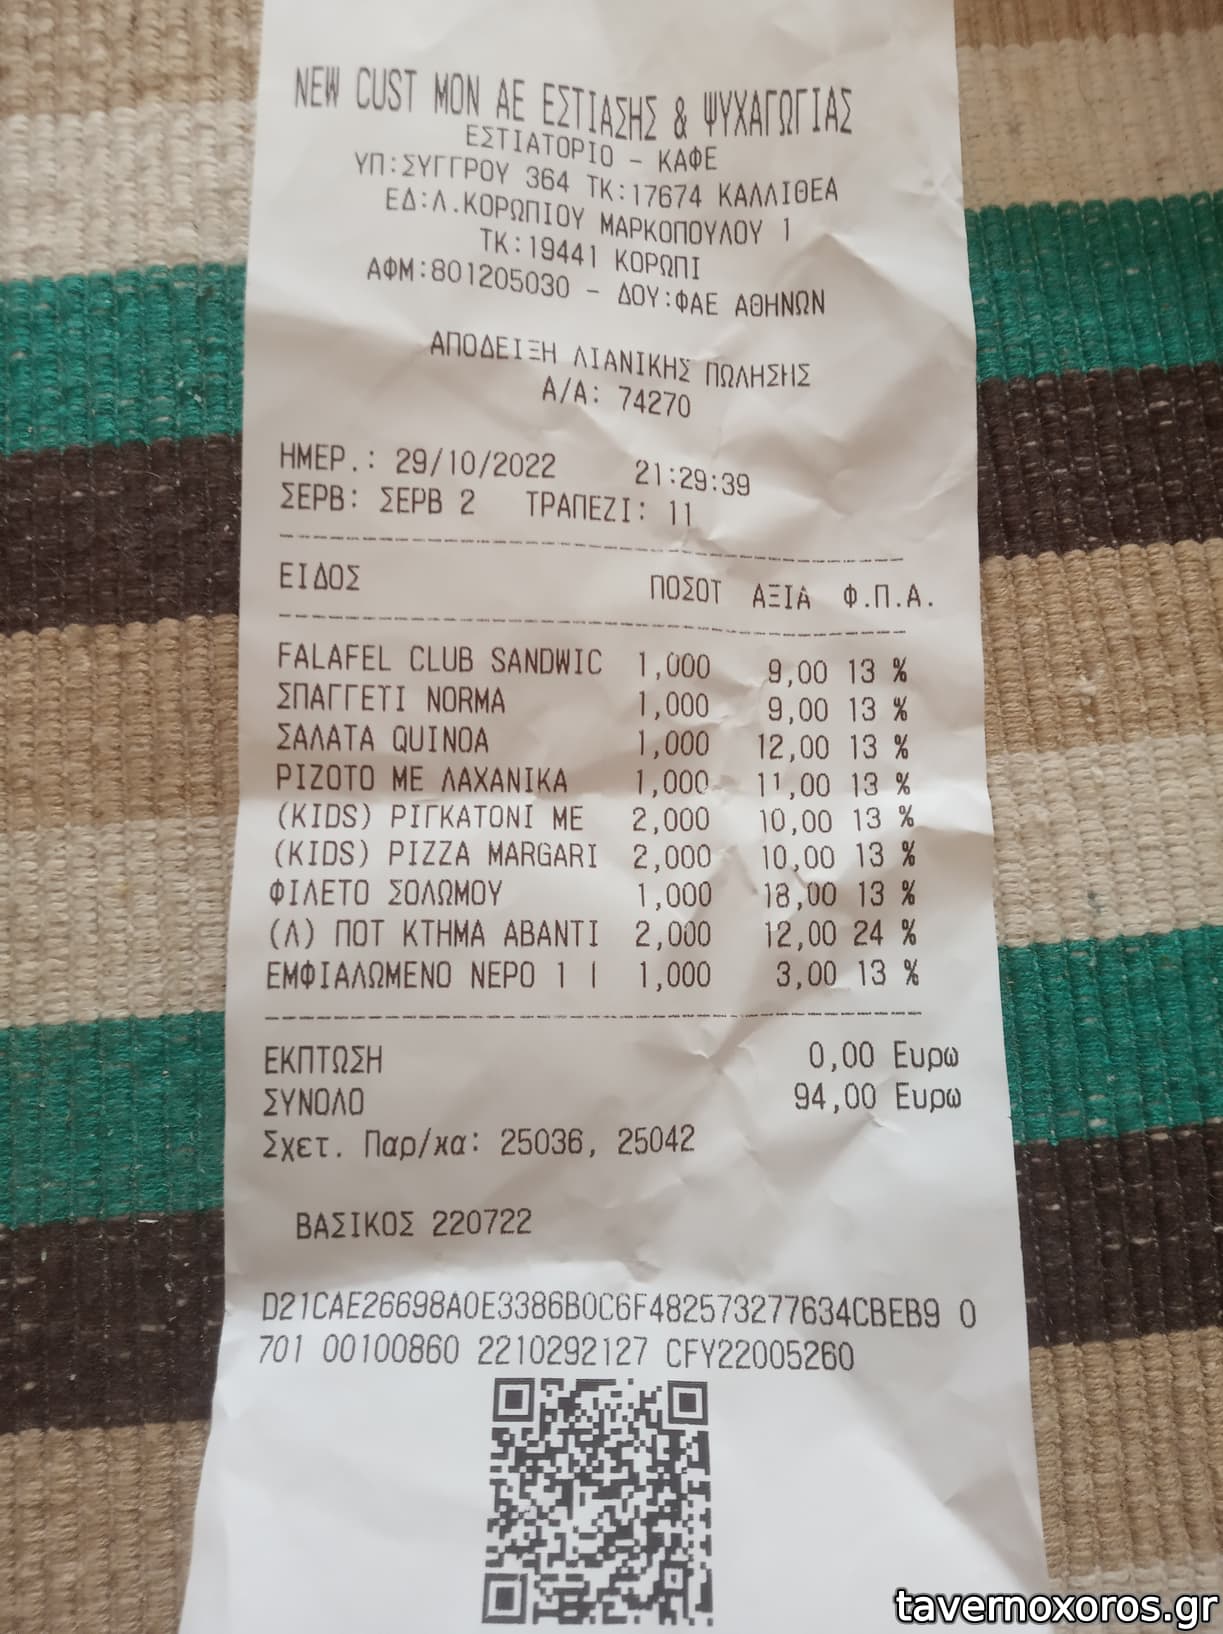 NEW CUST MON ΑΕ ΕΣΤΙΑΣΗΣ & ΨΥΧΑΓΩΓΙΑΣ
ΕΣΤΙΑΤΟΡΙΟ - ΚΑΦΕ
ΥΠ:ΣΥΓΓΡΟΥ 364 ΤΚ:17674 ΚΑΛΛΙΘΕΑ
ΕΔ:Λ.ΚΟΡΩΠΙΟΥ ΜΑΡΚΟΠΟΥΛΟΥ 1
ΤΚ:19441 ΚΟΡΩΠΙ
ΑΦΜ:801205030 - ΔΟΥ:ΦΑΕ ΑΘΗΝΩΝ
ΑΠΟΔΕΙΞΗ ΛΙΑΝΙΚΗΣ ΠΩΛΗΣΗΣ
Α/Α: 74270
ΗΜΕΡ.: 29/10/2022 21:29:39
ΣΕΡΒ: ΣΕΡΒ 2 ΤΡΑΠΕΖΙ: 11
ΕΙΔΟΣ ΠΟΣΟΤ ΑΞΙΑ Φ.Π.Α.
FALAFEL CLUB SANDWIC 1,000 9,00 13 %
ΣΠΑΓΓΕΤΙ NORMA 1,000 9,00 13 %
ΣΑΛΑΤΑ QUINOA 1,000 12,00 13 %
ΡΙΖΟΤΟ ΜΕ ΛΑΧΑΝΙΚΑ 1,000 11,00 13 %
(KIDS) ΡΙΓΚΑΤΟΝΙ ΜΕ 2,000 10,00 13 %
(KIDS) PIZZA MARGARI 2,000 10,00 13 %
ΦΙΛΕΤΟ ΣΟΛΩΜΟΥ 1,000 18,00 13 %
(Λ) ΠΟΤ ΚΤΗΜΑ ΑΒΑΝΤΙ 2,000 12,00 24 %
ΕΜΦΙΑΛΩΜΕΝΟ ΝΕΡΟ 1 l 1,000 3,00 13 %
ΕΚΠΤΩΣΗ 0,00 Ευρω
ΣΥΝΟΛΟ 94,00 Ευρω
Σχετ. Παρ/κα: 25036, 25042
ΒΑΣΙΚΟΣ 220722
D21CAE26698A0E3386B0C6F482573277634CBEB9 0
701 00100860 2210292127 CFY22005260
tavernoxoros.gr